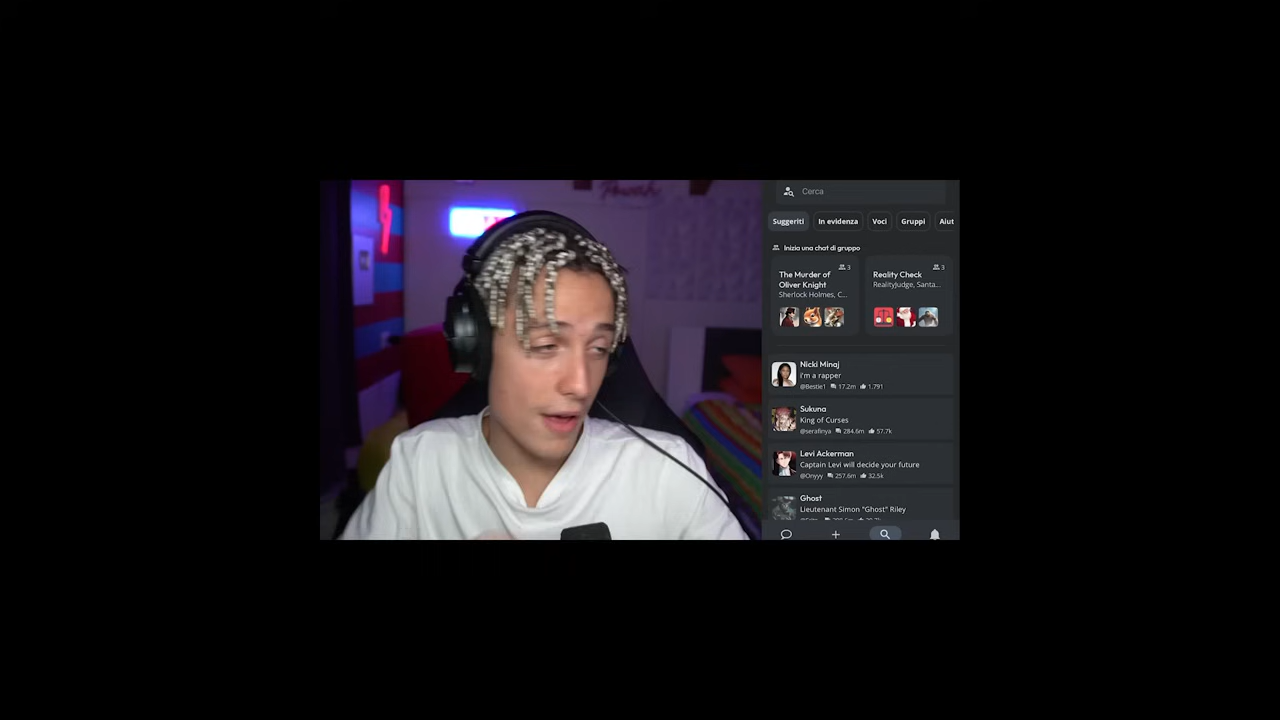 Cerca
Suggeriti
In evidenza
Voci
Gruppi
Aiut
Inizia una chat di gruppo
3
The Murder of
Oliver Knight
Sherlock Holmes, C...
3
Reality Check
RealityJudge, Santa...
Nicki Minaj
i'm a rapper
@Bestie1 17.2m 1.791
Sukuna
King of Curses
@serafinya 284.6m 57.7k
Levi Ackerman
Captain Levi will decide your future
@Onyyy 257.6m 32.5k
Ghost
Lieutenant Simon "Ghost" Riley